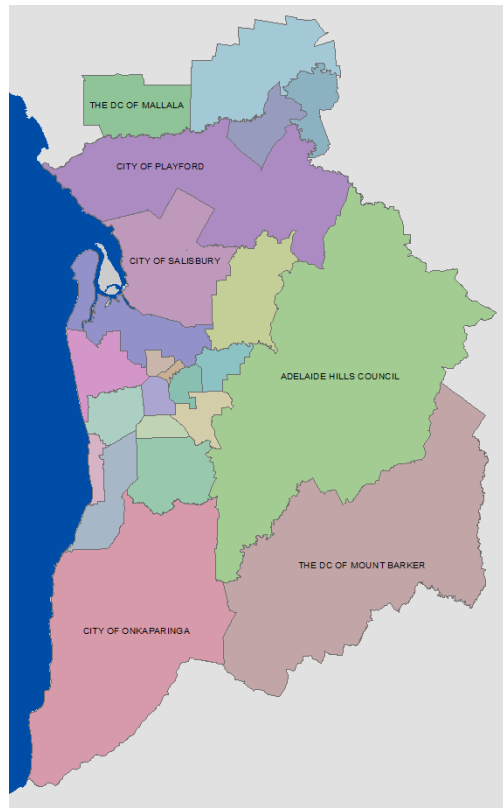 THE DC OF MALLALA
CITY OF PLAYFORD
CITY OF SALISBURY
ADELAIDE HILLS COUNCIL
THE DC OF MOUNT BARKER
CITY OF ONKAPARINGA